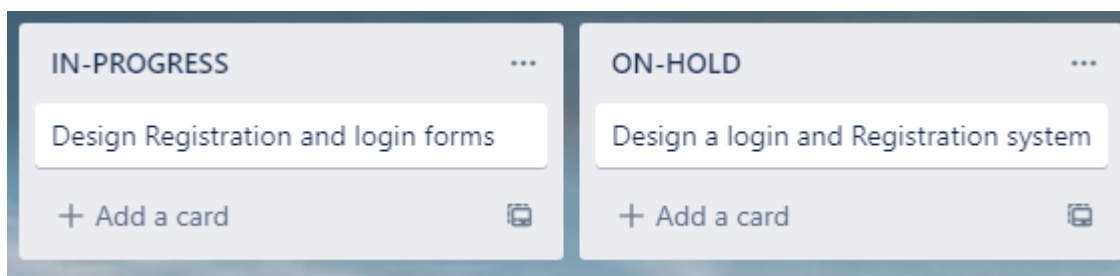 IN-PROGRESS
Design Registration and login forms
+ Add a card
ON-HOLD
Design a login and Registration system
+ Add a card